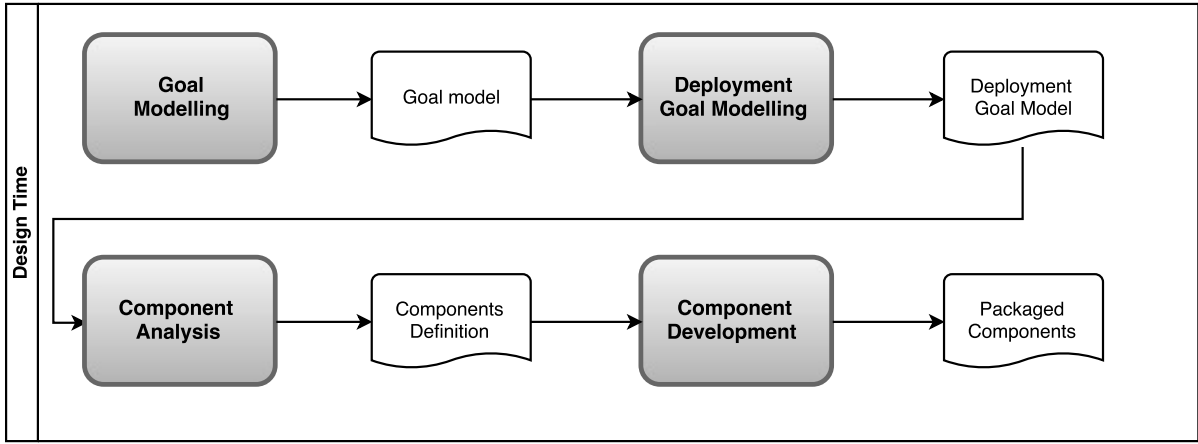 Design Time
Goal
Modelling
Goal model
Deployment
Goal Modelling
Deployment
Goal Model
Component
Analysis
Components
Definition
Component
Development
Packaged
Components